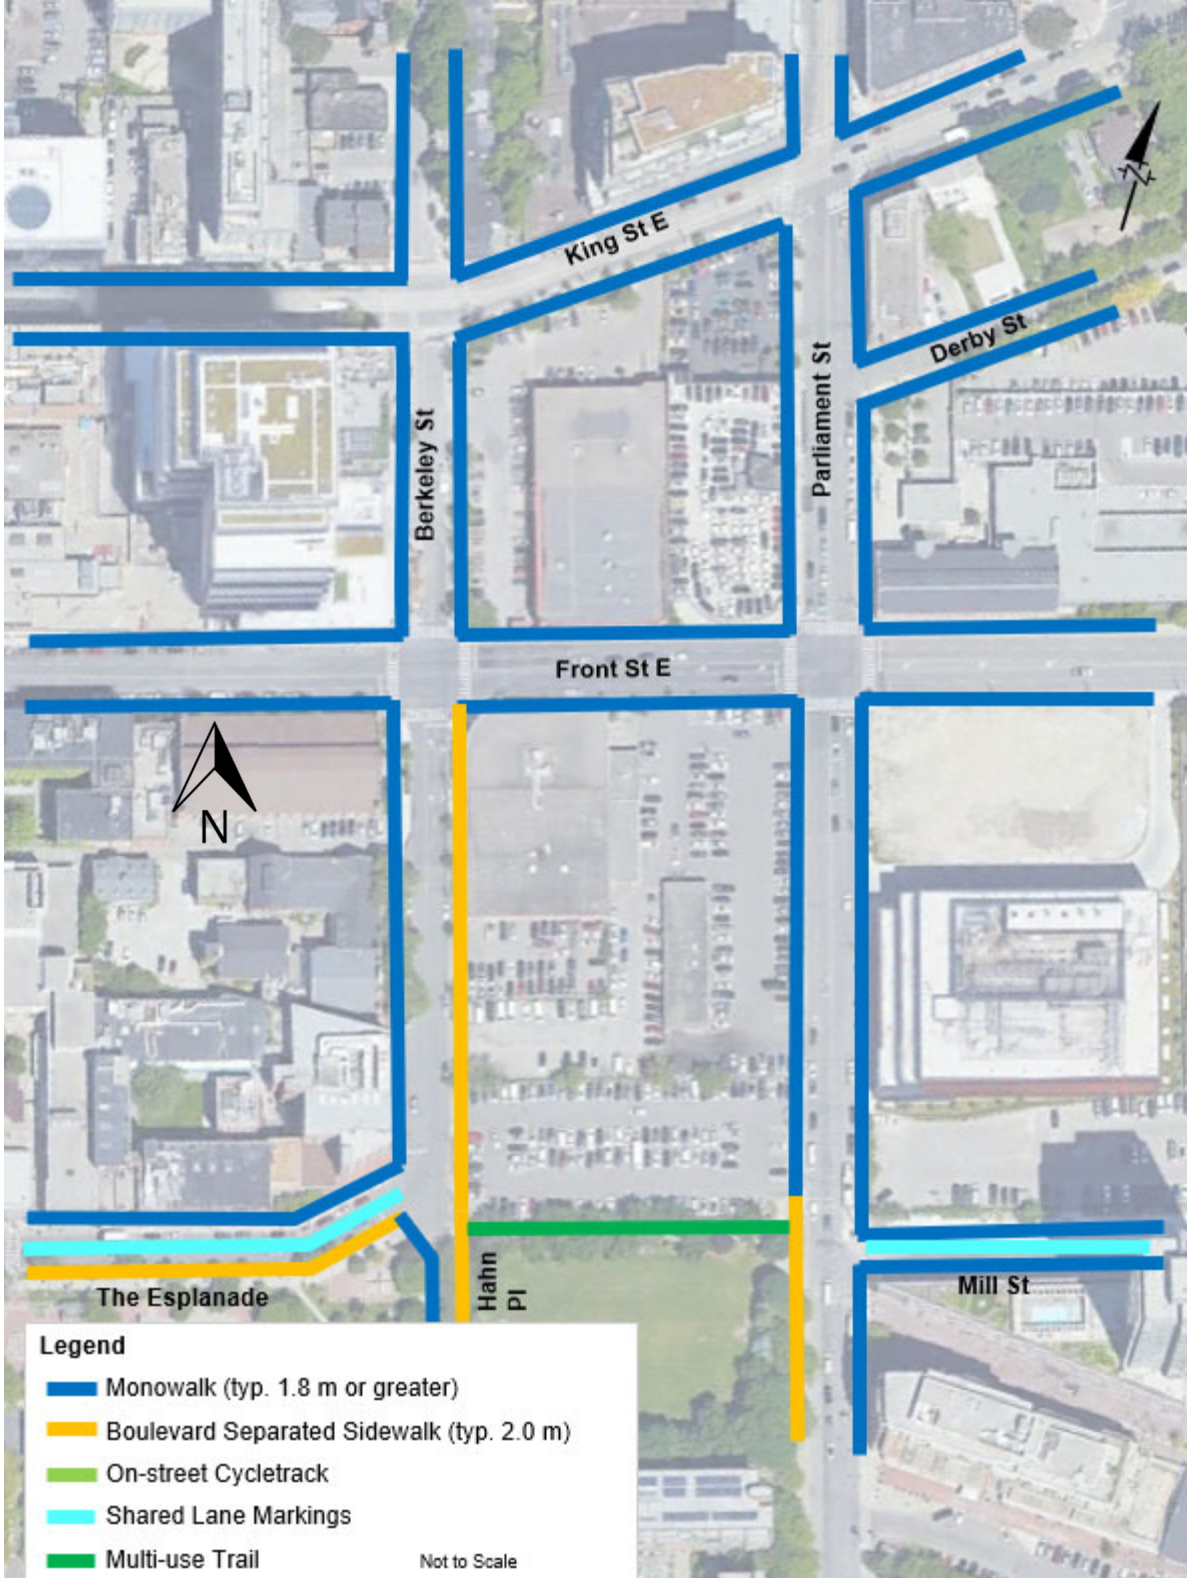 King St E
N
Derby St
Parliament St
Berkeley St
Front St E
N
Hahn
Pl
The Esplanade
Mill St
Legend
Monowalk (typ. 1.8 m or greater)
Boulevard Separated Sidewalk (typ. 2.0 m)
On-street Cycletrack
Shared Lane Markings
Multi-use Trail
Not to Scale